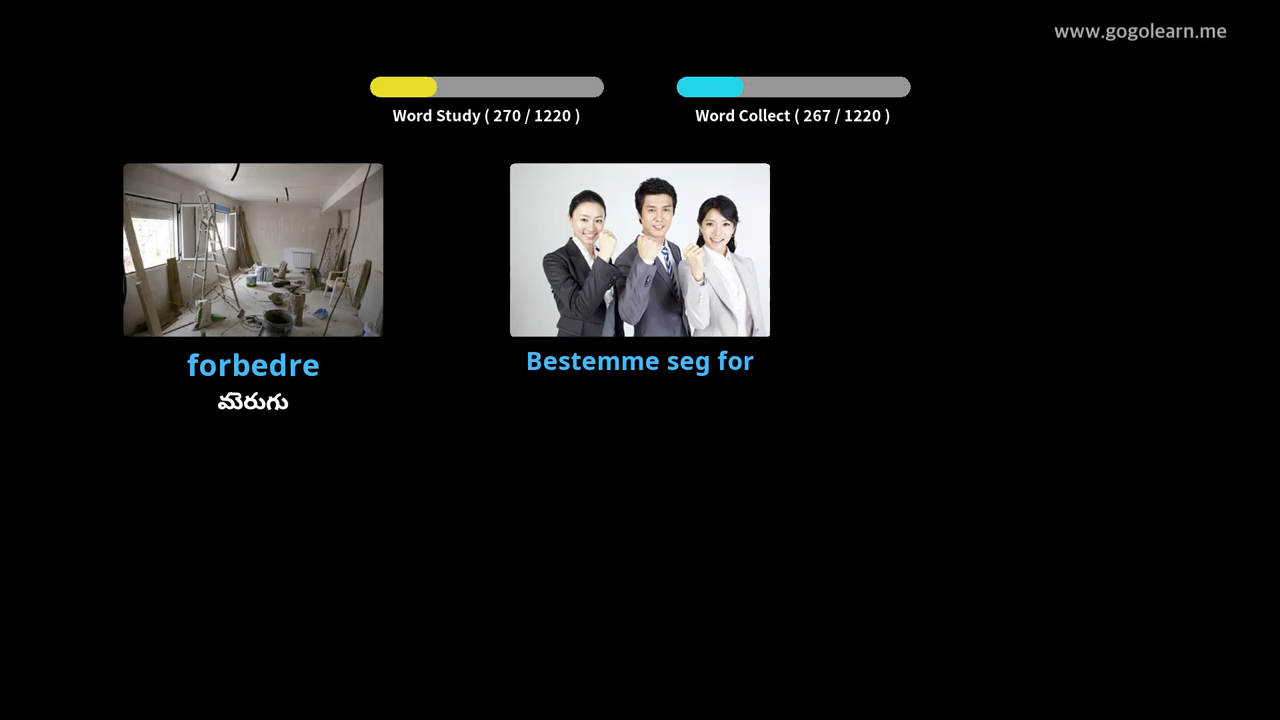 www.gogolearn.me
Word Study ( 270 / 1220 )
Word Collect ( 267 / 1220 )
forbedre
మెరుగు
Bestemme seg for